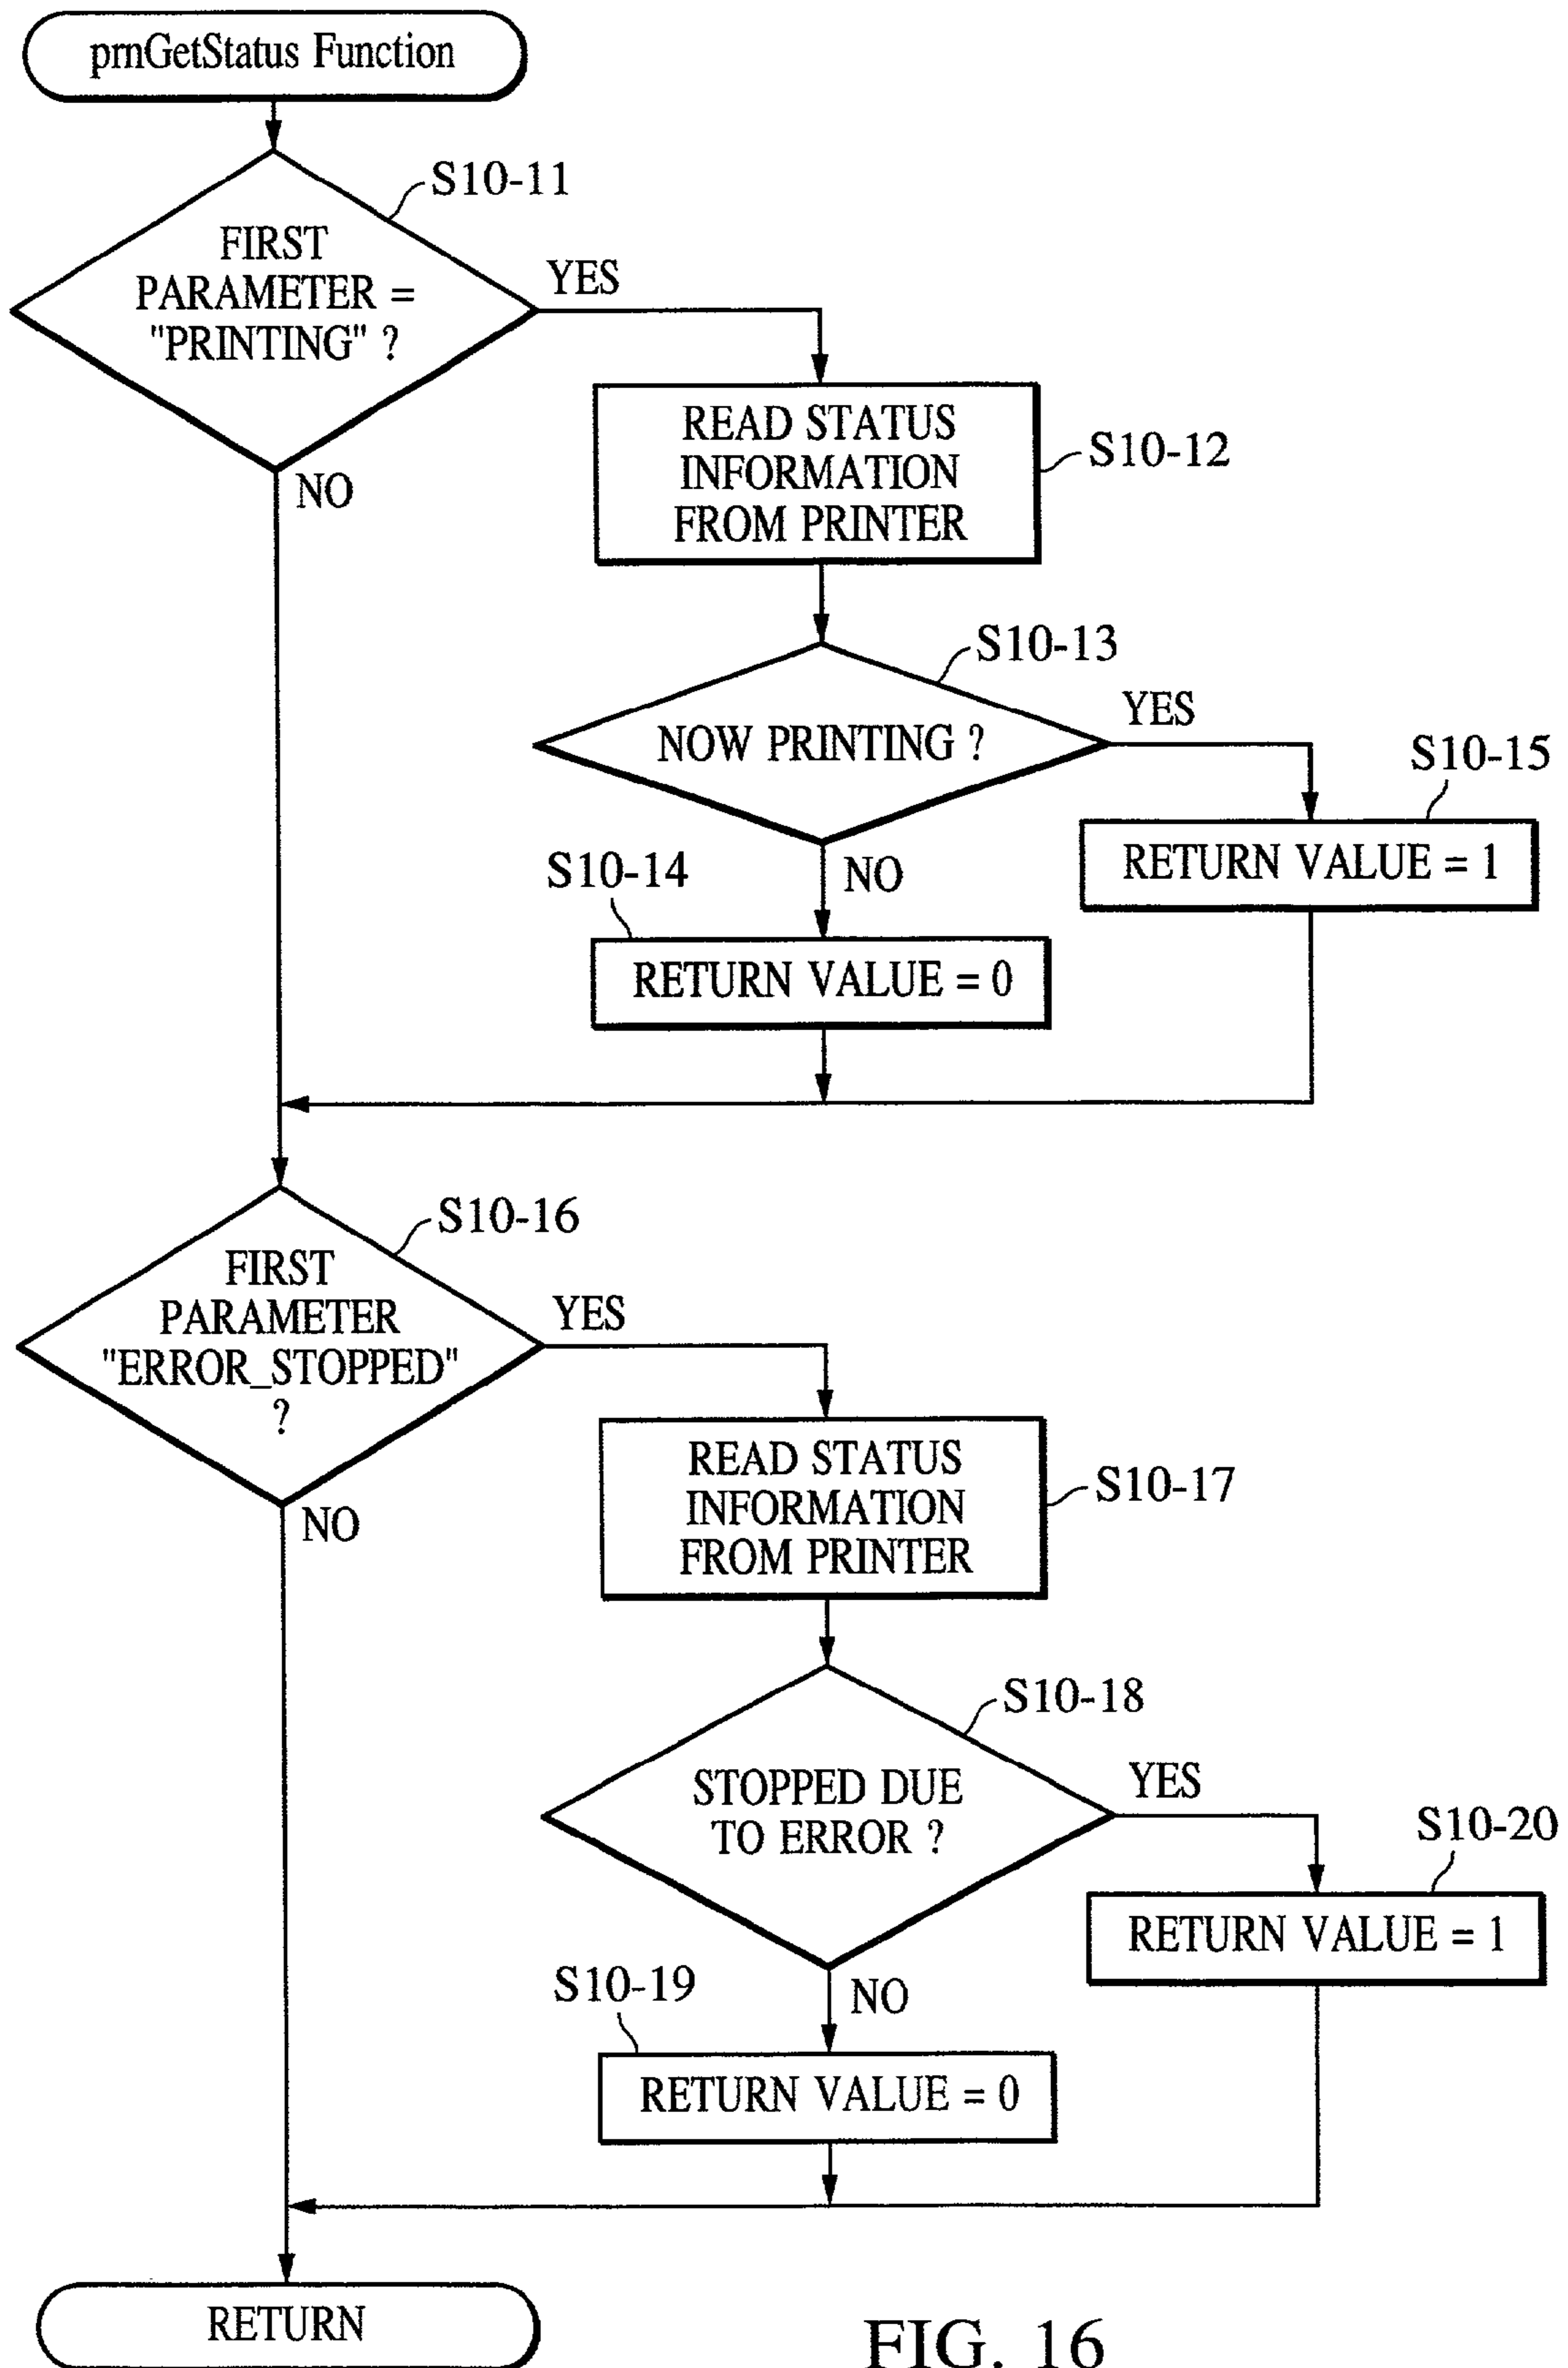 prnGetStatus Function
S10-11
FIRST
PARAMETER =
"PRINTING" ?
YES
NO
READ STATUS
INFORMATION
FROM PRINTER
S10-12
S10-13
NOW PRINTING ?
YES
NO
S10-15
RETURN VALUE = 1
S10-14
RETURN VALUE = 0
S10-16
FIRST
PARAMETER
"ERROR_STOPPED"
?
YES
NO
READ STATUS
INFORMATION
FROM PRINTER
S10-17
S10-18
STOPPED DUE
TO ERROR ?
YES
NO
S10-20
RETURN VALUE = 1
S10-19
RETURN VALUE = 0
RETURN
FIG. 16